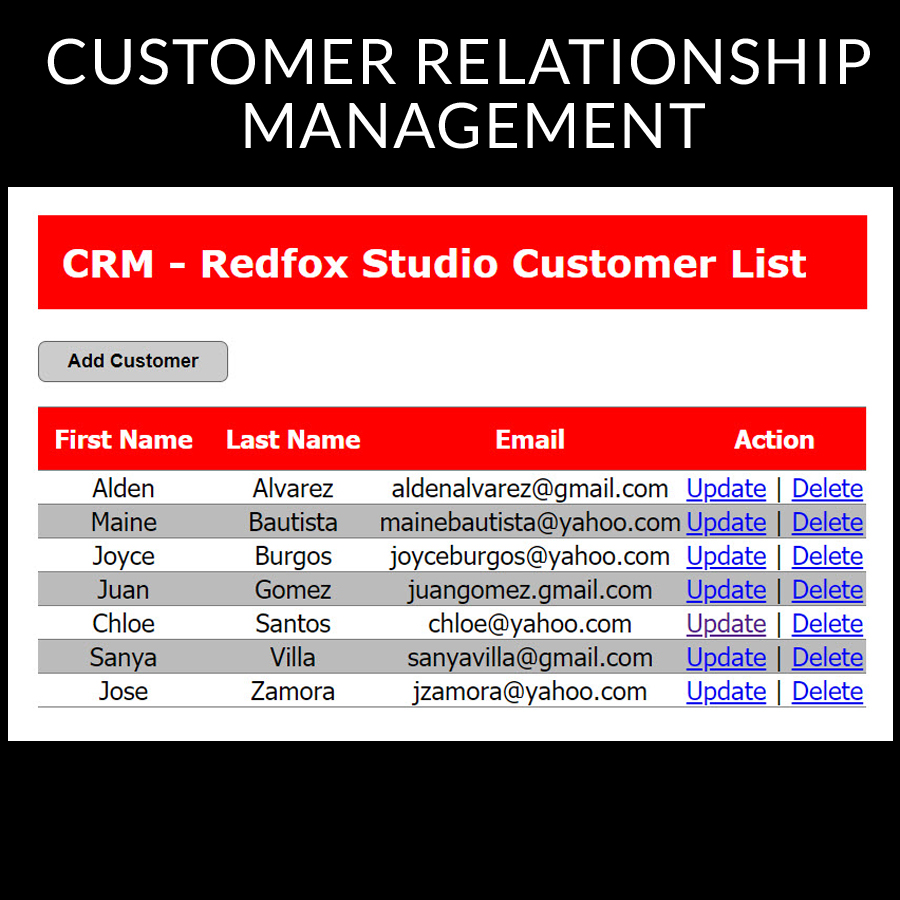 CUSTOMER RELATIONSHIP
MANAGEMENT
CRM - Redfox Studio Customer List
Add Customer
First Name Last Name Email Action
Alden Alvarez aldenalvarez@gmail.com Update | Delete
Maine Bautista mainebautista@yahoo.com Update | Delete
Joyce Burgos joyceburgos@yahoo.com Update | Delete
Juan Gomez juangomez.gmail.com Update | Delete
Chloe Santos chloe@yahoo.com Update | Delete
Sanya Villa sanyavilla@gmail.com Update | Delete
Jose Zamora jzamora@yahoo.com Update | Delete